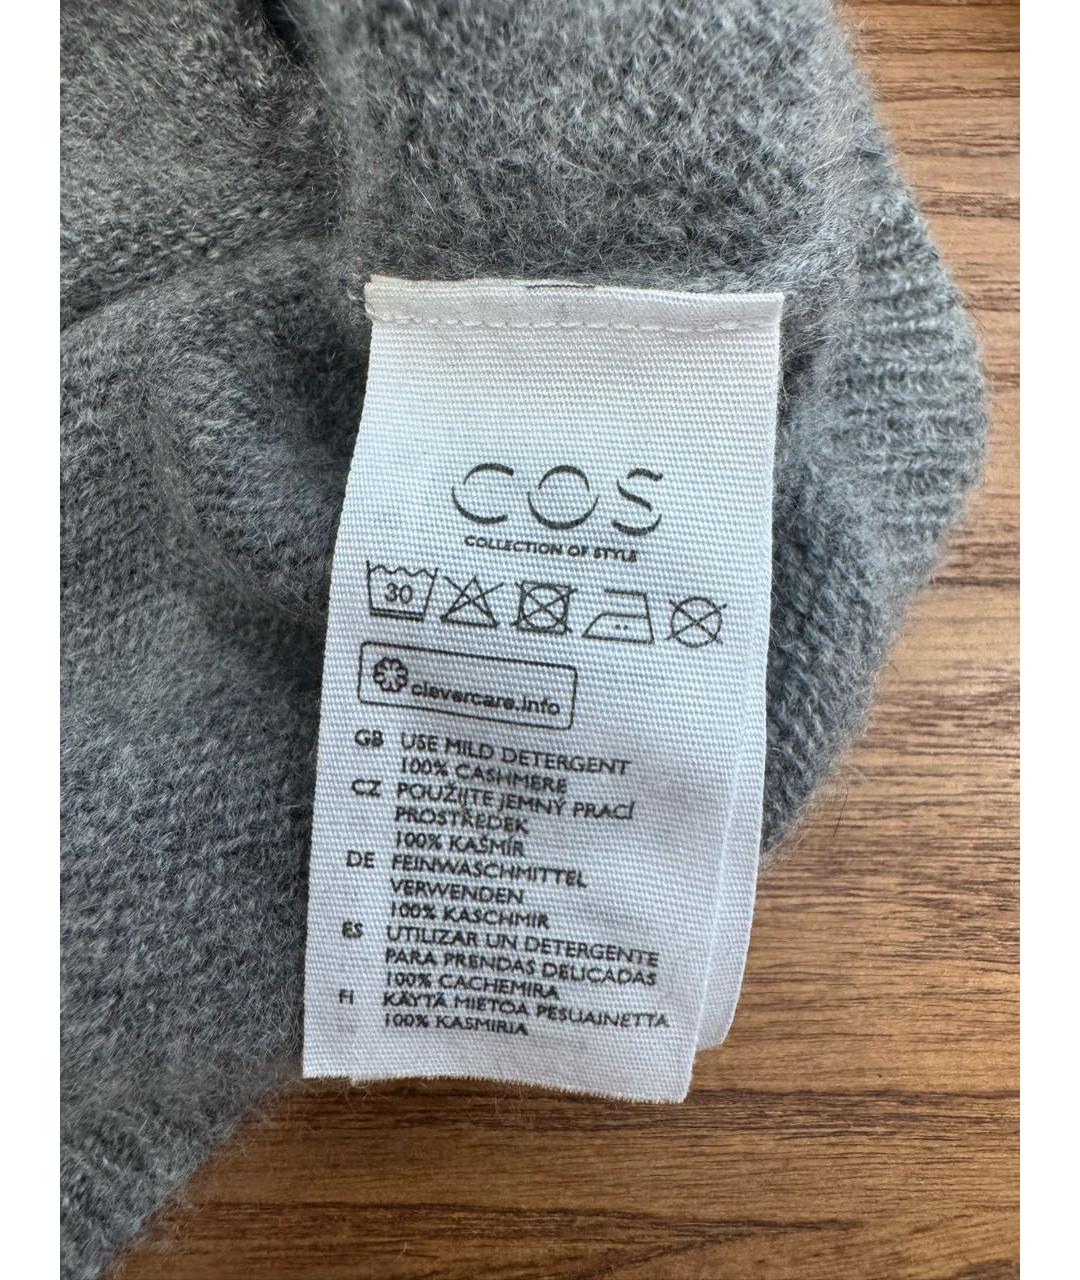 COS
COLLECTION OF STYLE
30
clevercare.info
GB USE MILD DETERGENT
100% CASHMERE
CZ POUŽIJTE JEMNÝ PRACÍ
PROSTŘEDEK
100% KAŠMÍR
DE FEINWASCHMITTEL
VERWENDEN
100% KASCHMIR
ES UTILIZAR UN DETERGENTE
PARA PRENDAS DELICADAS
100% CACHEMIRA
FI KÄYTÄ MIETOA PESUAINETTA
100% KASMIRIA